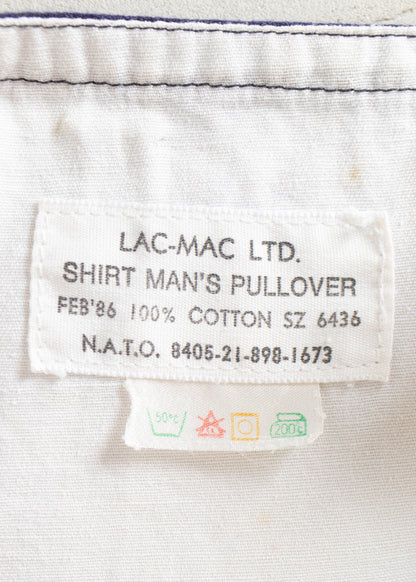 LAC-MAC LTD.
SHIRT MAN'S PULLOVER
FEB'86 100% COTTON SZ 6436
N.A.T.O. 8405-21-898-1673
50°C 200°C